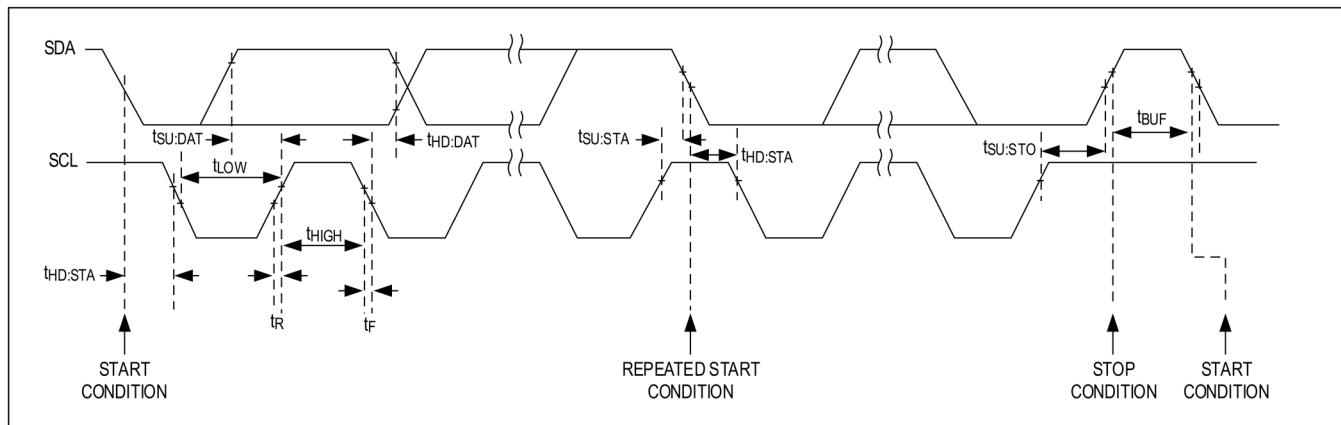 SDA
tSU:DAT
tHD:DAT
tSU:STA
tHD:STA
tSU:STO
tBUF
SCL
tLOW
tHIGH
tHD:STA
tR
tF
START
CONDITION
REPEATED START
CONDITION
STOP
CONDITION
START
CONDITION